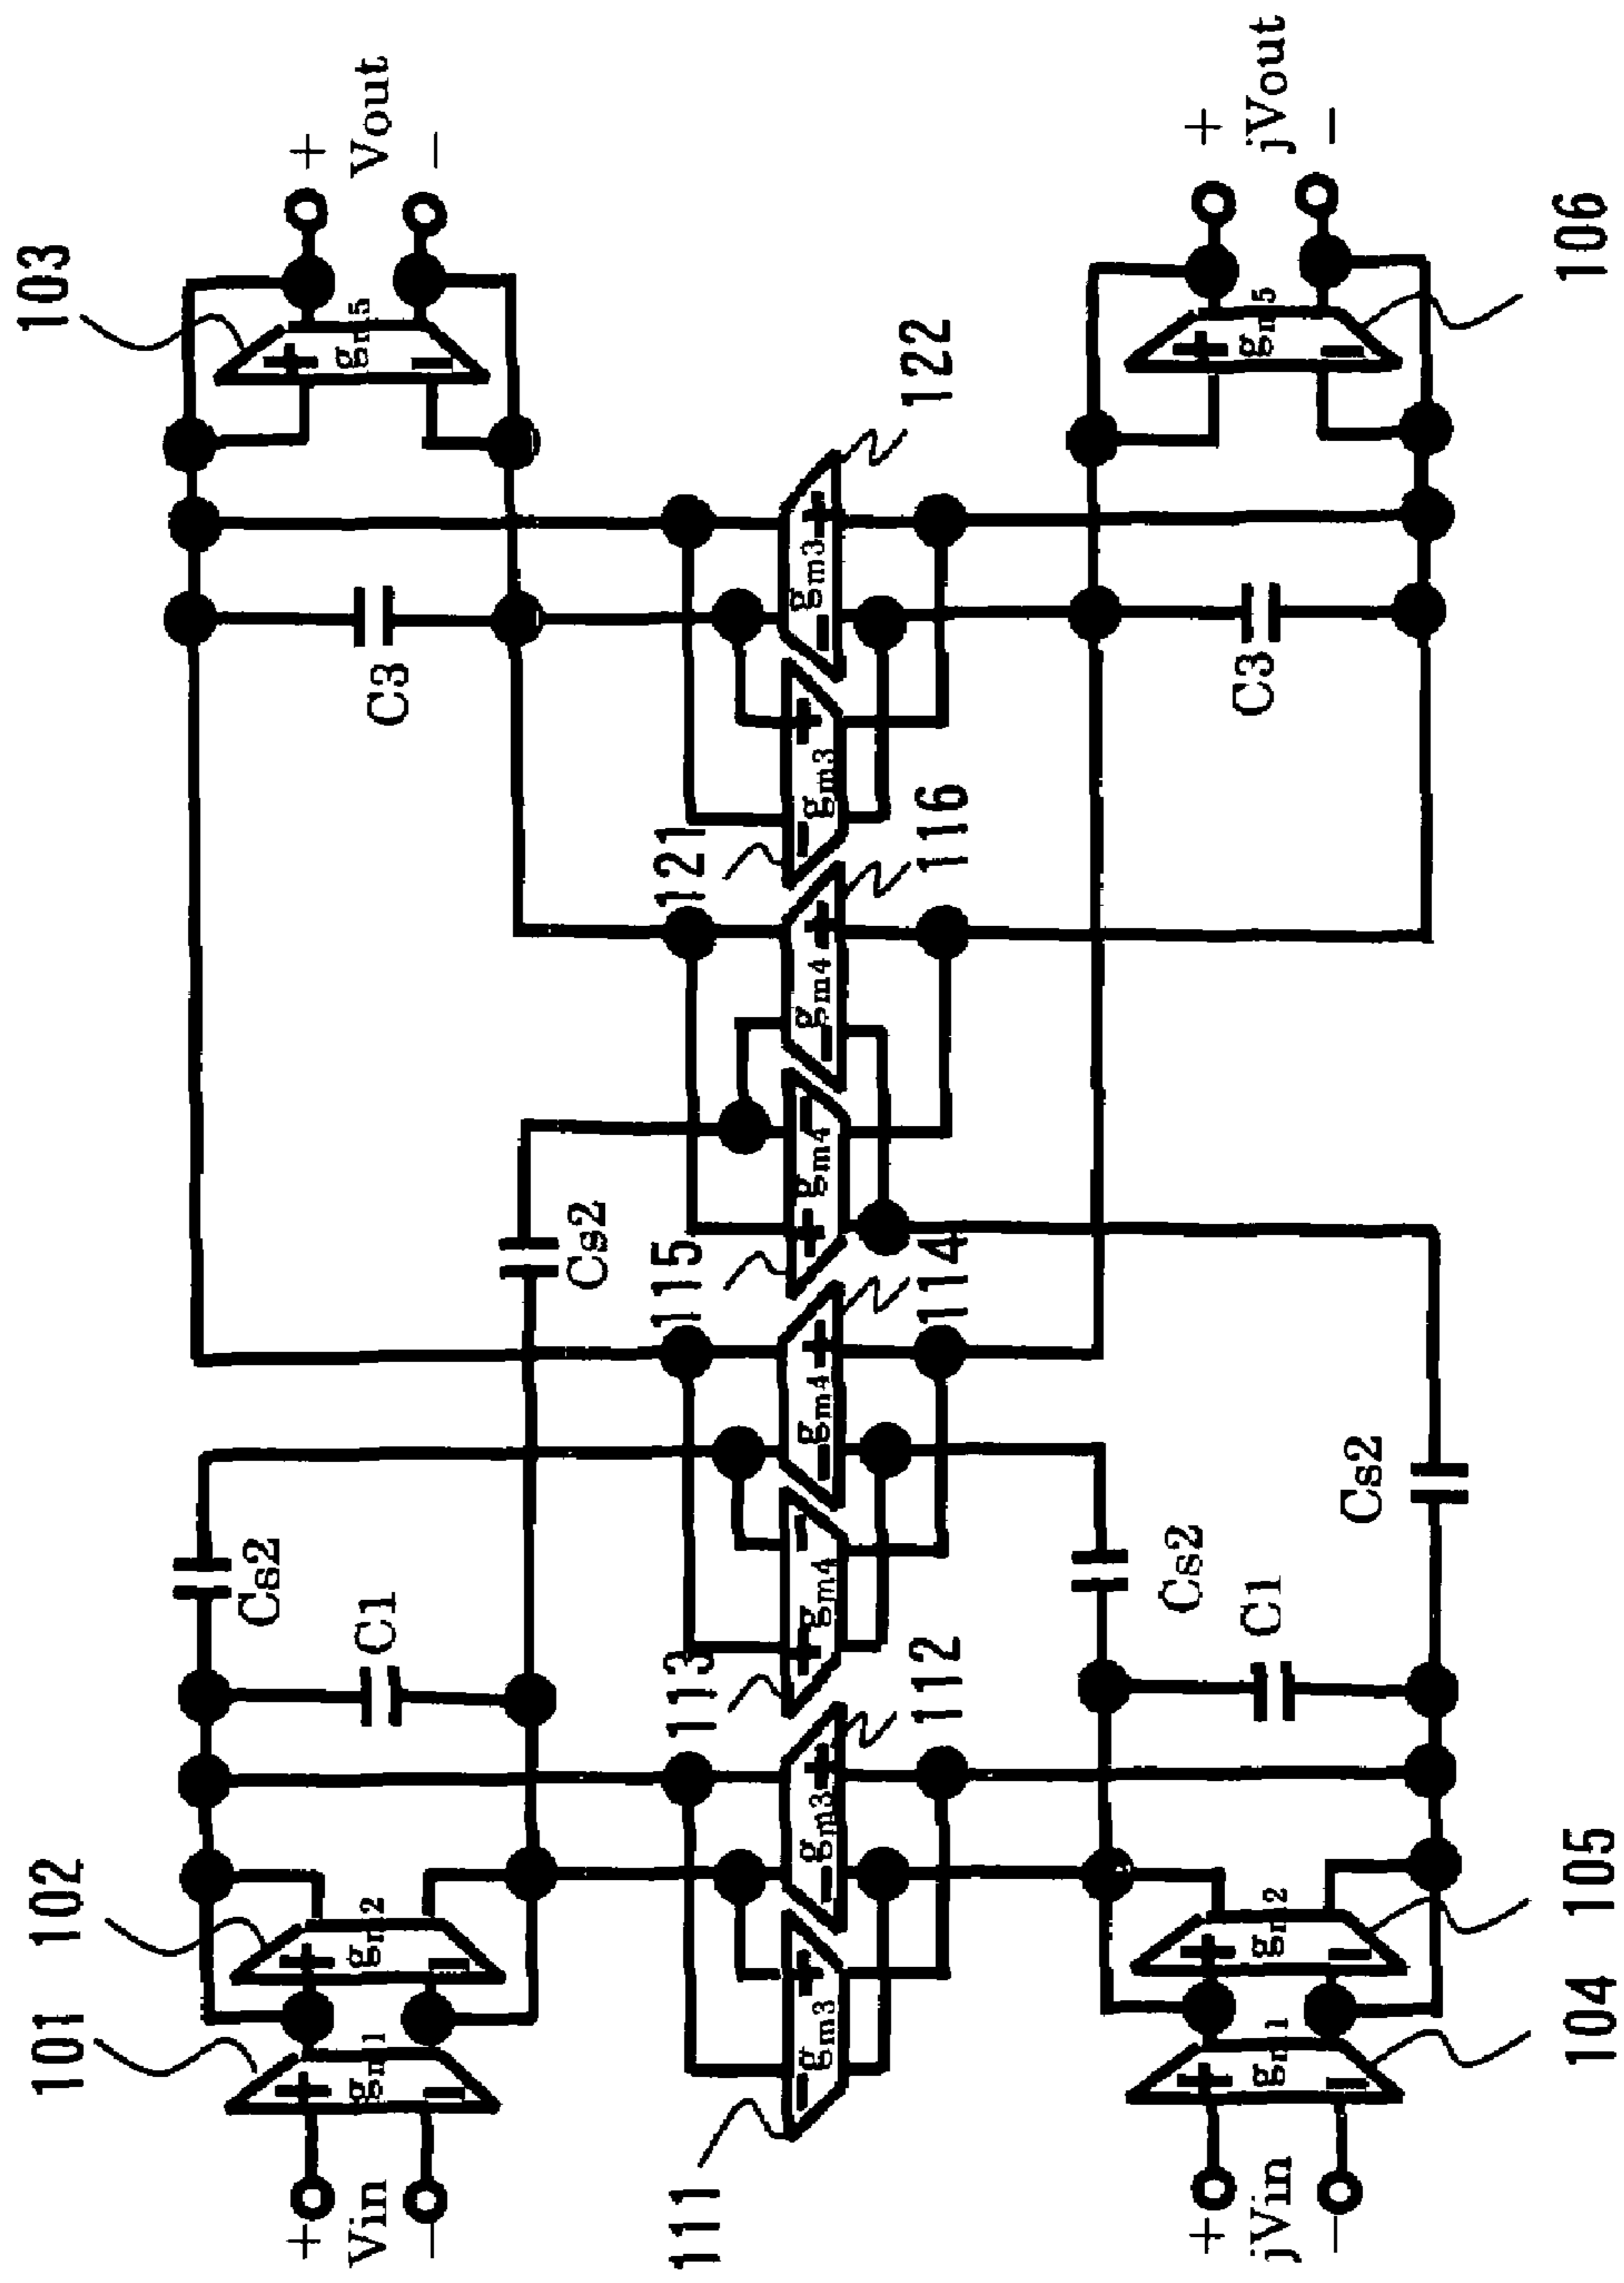 101 102 103
Cs2
+ + + + +
Vin gm1 gm2 C1 C3 gm5 Vout
− − − − −
Cs2
111 113 115 121
− + + − + − − +
gm3 gm3 gm4 gm4 gm4 gm4 gm3 gm3
− + − + − + − +
112 114 116 122
Cs2
+ + + + +
jVin gm1 gm2 C1 C3 gm5 jVout
− − − − −
Cs2
104 105 106